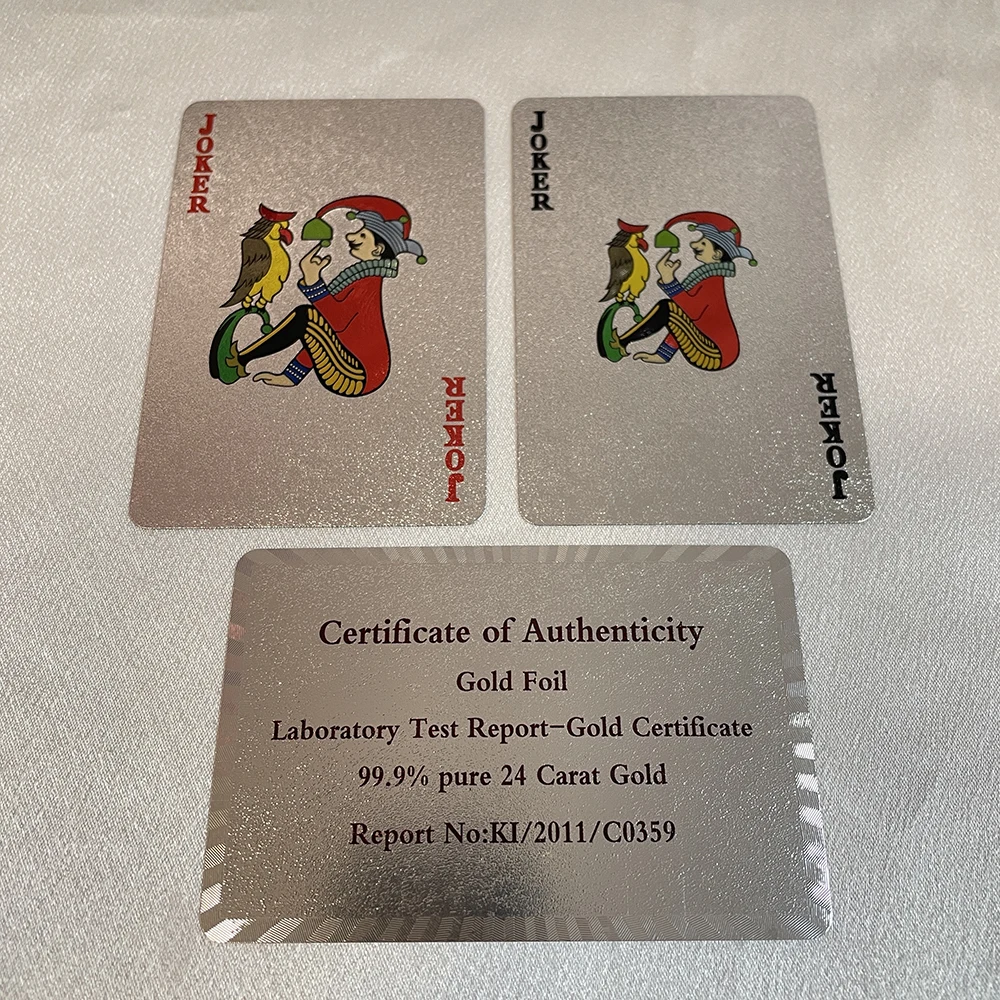 JOKER
JOKER
JOKER
JOKER
Certificate of Authenticity
Gold Foil
Laboratory Test Report-Gold Certificate
99.9% pure 24 Carat Gold
Report No:KI/2011/C0359